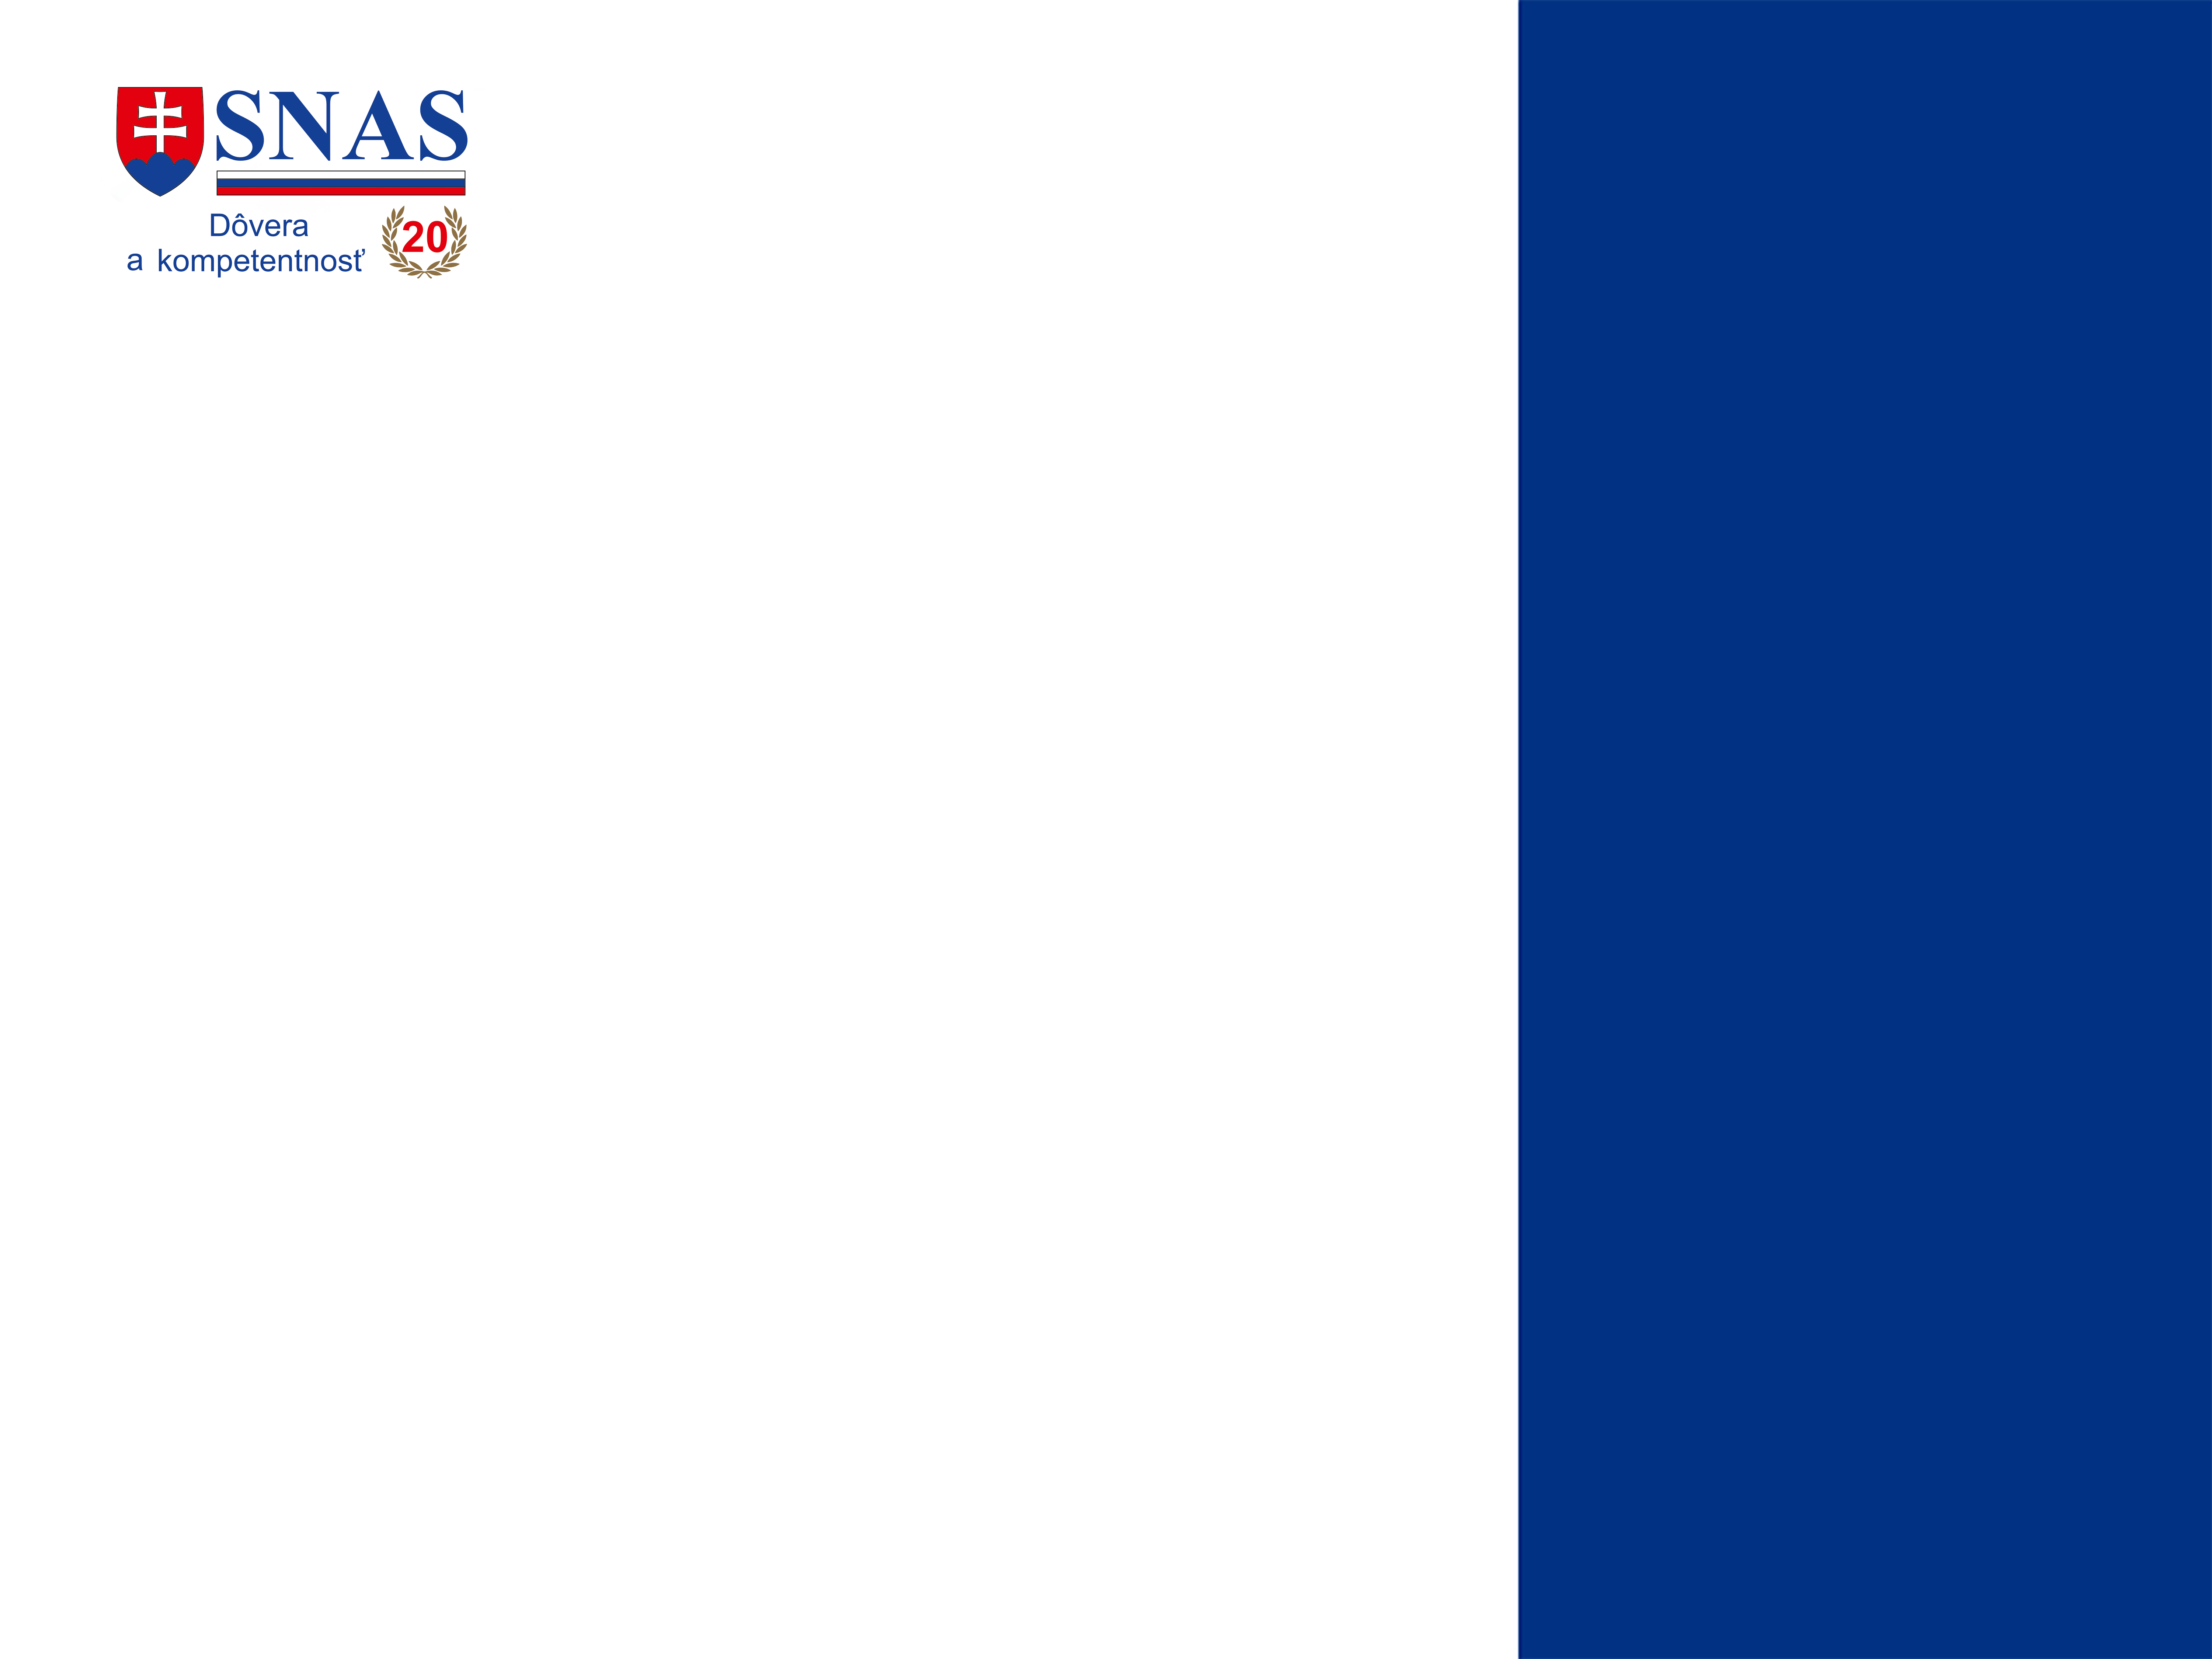 SNAS
Dôvera
a kompetentnosť
20